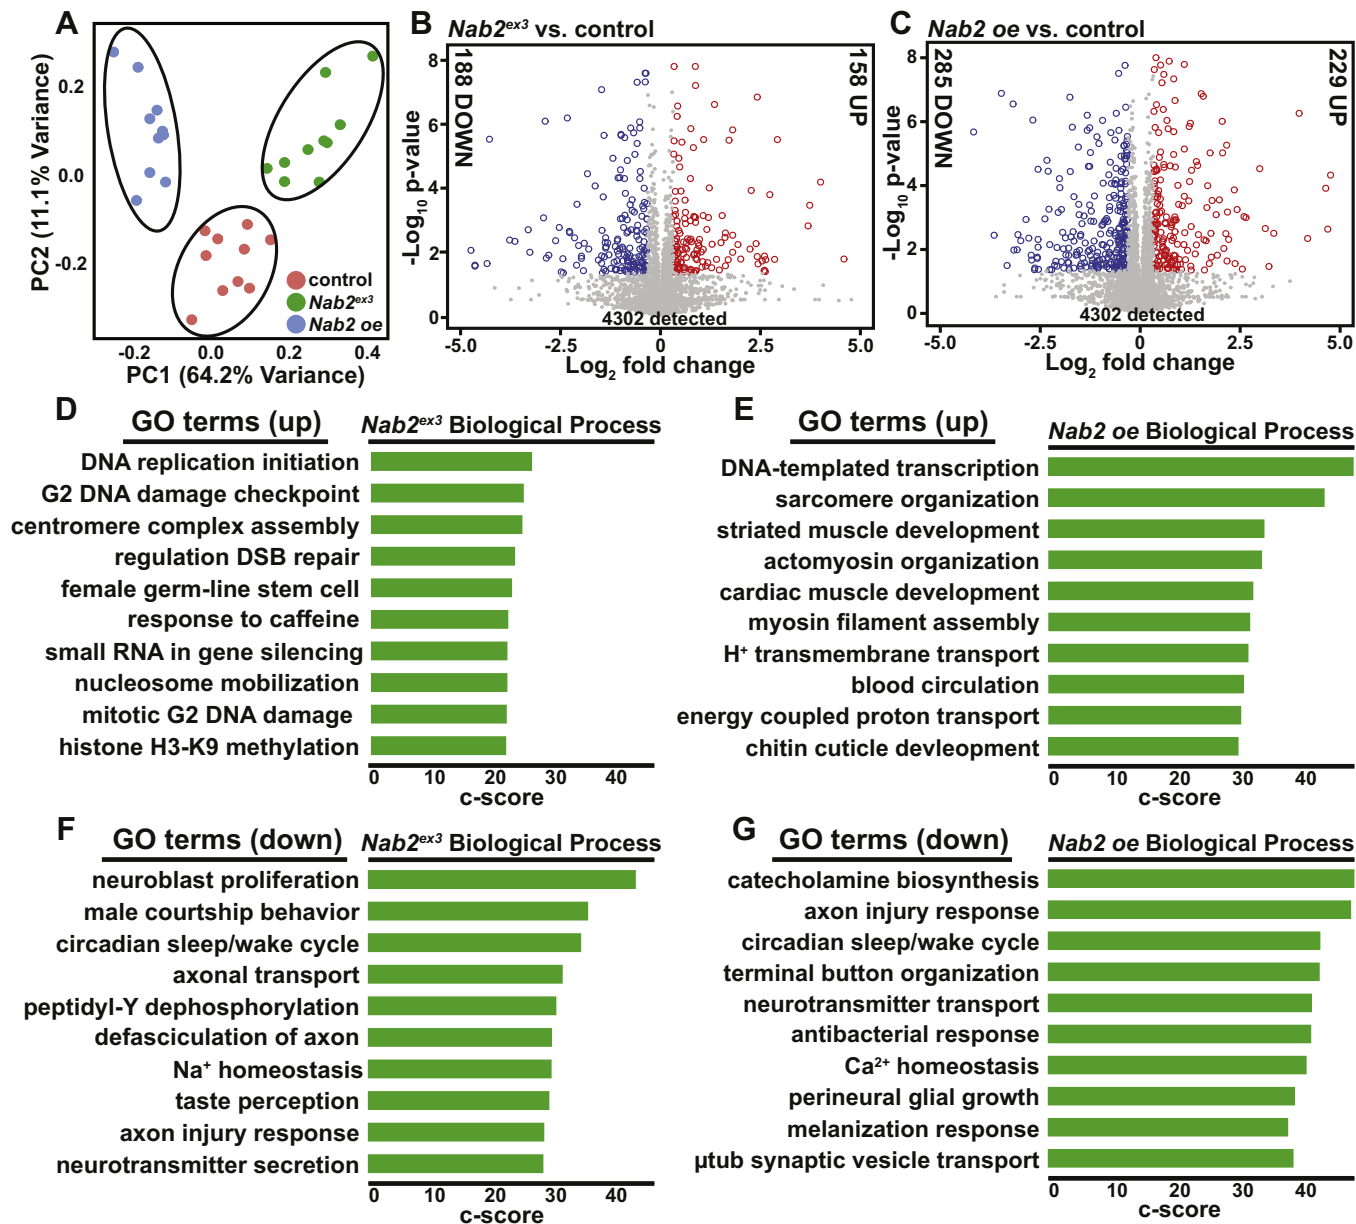 A
PC2 (11.1% Variance)
0.2
0.0
-0.2
control
Nab2ex3
Nab2 oe
-0.2 0.0 0.2 0.4
PC1 (64.2% Variance)
B
Nab2ex3 vs. control
-Log10 p-value
8
6
4
2
0
188 DOWN
158 UP
4302 detected
-5.0 -2.5 0 2.5 5.0
Log2 fold change
C
Nab2 oe vs. control
-Log10 p-value
8
6
4
2
0
285 DOWN
229 UP
4302 detected
-5.0 -2.5 0 2.5 5.0
Log2 fold change
D
GO terms (up)
Nab2ex3 Biological Process
DNA replication initiation
G2 DNA damage checkpoint
centromere complex assembly
regulation DSB repair
female germ-line stem cell
response to caffeine
small RNA in gene silencing
nucleosome mobilization
mitotic G2 DNA damage
histone H3-K9 methylation
0 10 20 30 40
c-score
E
GO terms (up)
Nab2 oe Biological Process
DNA-templated transcription
sarcomere organization
striated muscle development
actomyosin organization
cardiac muscle development
myosin filament assembly
H+ transmembrane transport
blood circulation
energy coupled proton transport
chitin cuticle devleopment
0 10 20 30 40
c-score
F
GO terms (down)
Nab2ex3 Biological Process
neuroblast proliferation
male courtship behavior
circadian sleep/wake cycle
axonal transport
peptidyl-Y dephosphorylation
defasciculation of axon
Na+ homeostasis
taste perception
axon injury response
neurotransmitter secretion
0 10 20 30 40
c-score
G
GO terms (down)
Nab2 oe Biological Process
catecholamine biosynthesis
axon injury response
circadian sleep/wake cycle
terminal button organization
neurotransmitter transport
antibacterial response
Ca2+ homeostasis
perineural glial growth
melanization response
µtub synaptic vesicle transport
0 10 20 30 40
c-score